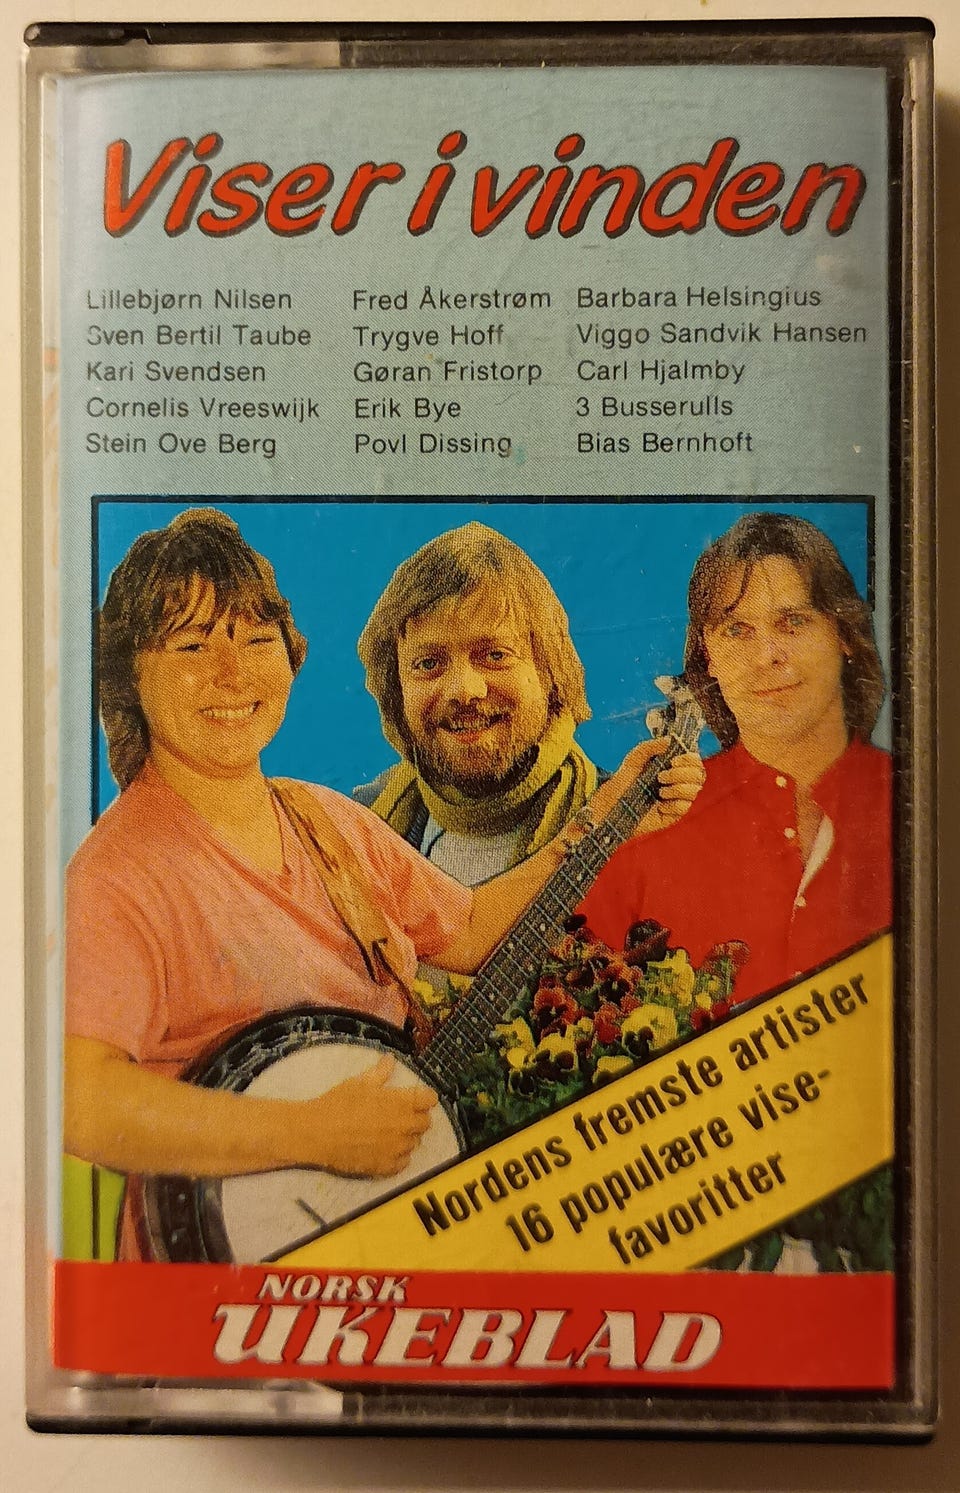 Viser i vinden
Lillebjørn Nilsen
Sven Bertil Taube
Kari Svendsen
Cornelis Vreeswijk
Stein Ove Berg
Fred Åkerstrøm
Trygve Hoff
Gøran Fristorp
Erik Bye
Povl Dissing
Barbara Helsingius
Viggo Sandvik Hansen
Carl Hjalmby
3 Busserulls
Bias Bernhoft
Nordens fremste artister
16 populære vise-
favoritter
NORSK
UKEBLAD